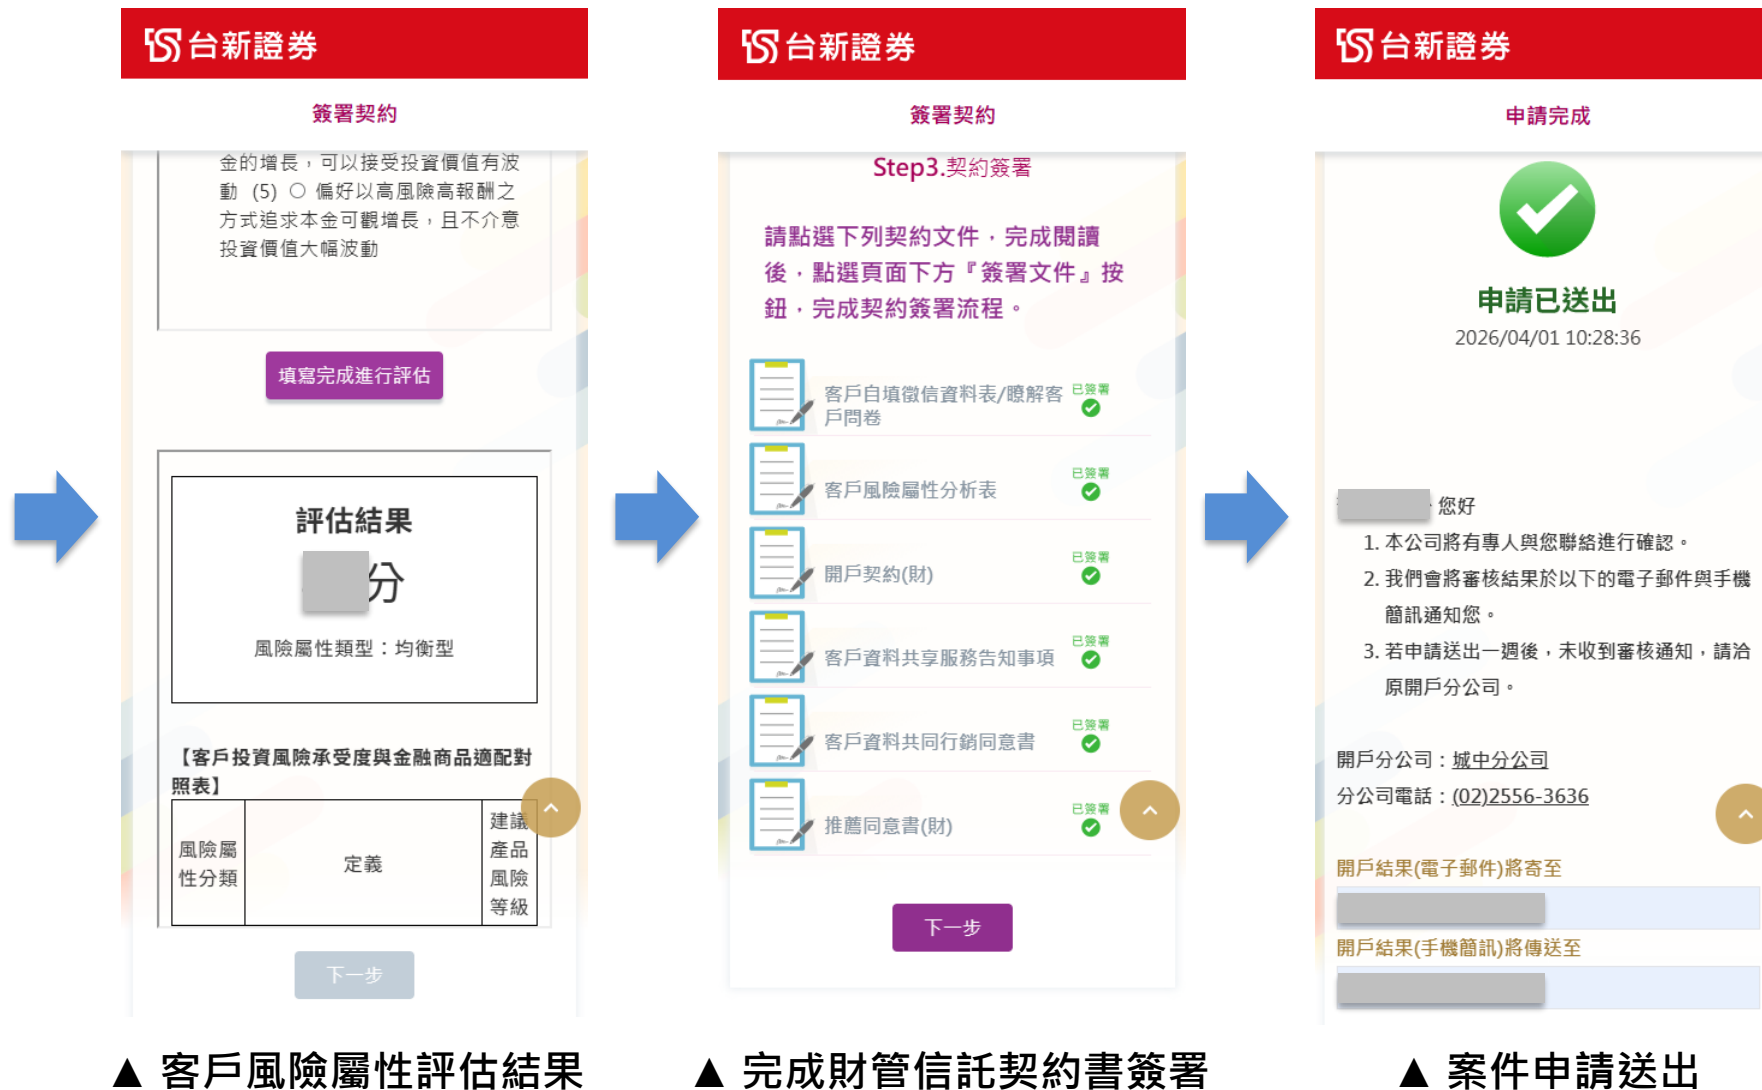 台新證券
簽署契約
金的增長，可以接受投資價值有波
動 (5) ○ 偏好以高風險高報酬之
方式追求本金可觀增長，且不介意
投資價值大幅波動
填寫完成進行評估
評估結果
分
風險屬性類型：均衡型
【客戶投資風險承受度與金融商品適配對
照表】
風險屬
性分類
定義
建議
產品
風險
等級
下一步
▲ 客戶風險屬性評估結果
台新證券
簽署契約
Step3.契約簽署
請點選下列契約文件，完成閱讀
後，點選頁面下方『簽署文件』按
鈕，完成契約簽署流程。
客戶自填徵信資料表/瞭解客
戶問卷
已簽署
客戶風險屬性分析表
已簽署
開戶契約(財)
已簽署
客戶資料共享服務告知事項
已簽署
客戶資料共同行銷同意書
已簽署
推薦同意書(財)
已簽署
下一步
▲ 完成財管信託契約書簽署
台新證券
申請完成
申請已送出
2026/04/01 10:28:36
您好
1. 本公司將有專人與您聯絡進行確認。
2. 我們會將審核結果於以下的電子郵件與手機
簡訊通知您。
3. 若申請送出一週後，未收到審核通知，請洽
原開戶分公司。
開戶分公司：城中分公司
分公司電話：(02)2556-3636
開戶結果(電子郵件)將寄至
開戶結果(手機簡訊)將傳送至
▲ 案件申請送出